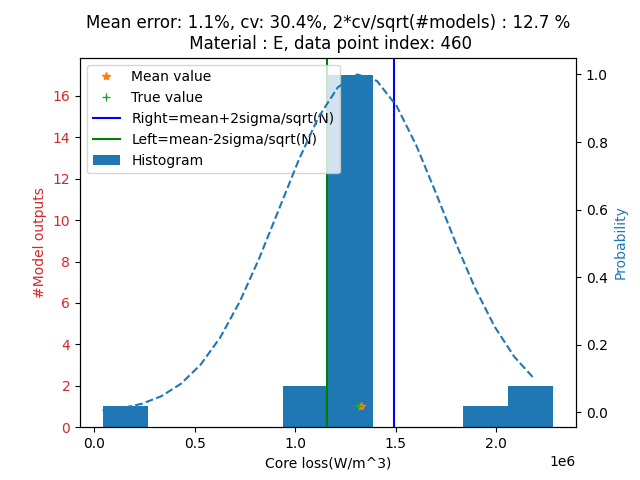 Mean error: 1.1%, cv: 30.4%, 2*cv/sqrt(#models) : 12.7 %
Material : E, data point index: 460
Mean value
True value
Right=mean+2sigma/sqrt(N)
Left=mean-2sigma/sqrt(N)
Histogram
#Model outputs
16
14
12
10
8
6
4
2
0
1.0
0.8
0.6
0.4
0.2
0.0
Probability
0.0 0.5 1.0 1.5 2.0
1e6
Core loss(W/m^3)